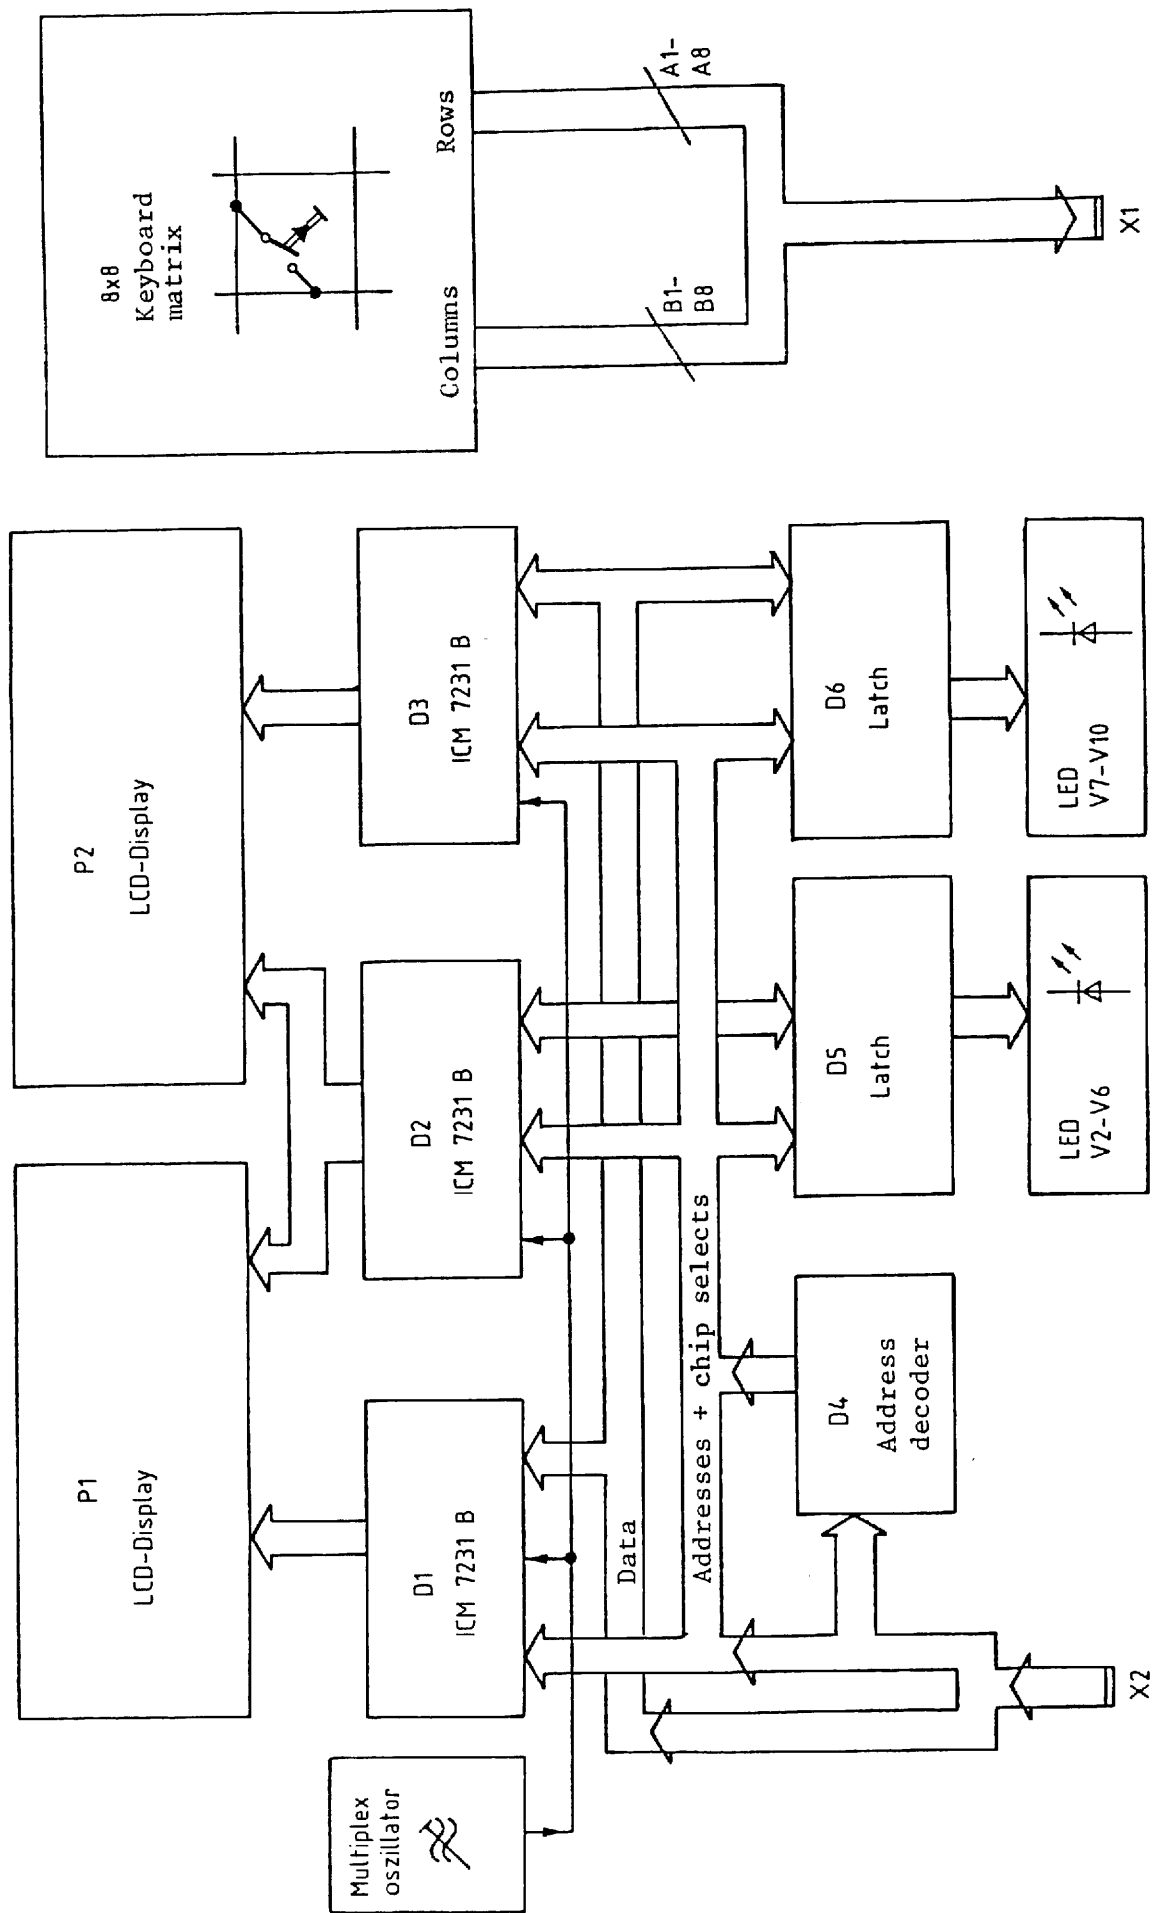 Multiplex
oszillator
P1
LCD-Display
P2
LCD-Display
8x8
Keyboard
matrix
Columns
Rows
D1
ICM 7231 B
D2
ICM 7231 B
D3
ICM 7231 B
B1-
B8
A1-
A8
Data
Addresses + chip selects
D4
Address
decoder
D5
Latch
D6
Latch
LED
V2-V6
LED
V7-V10
X2
X1